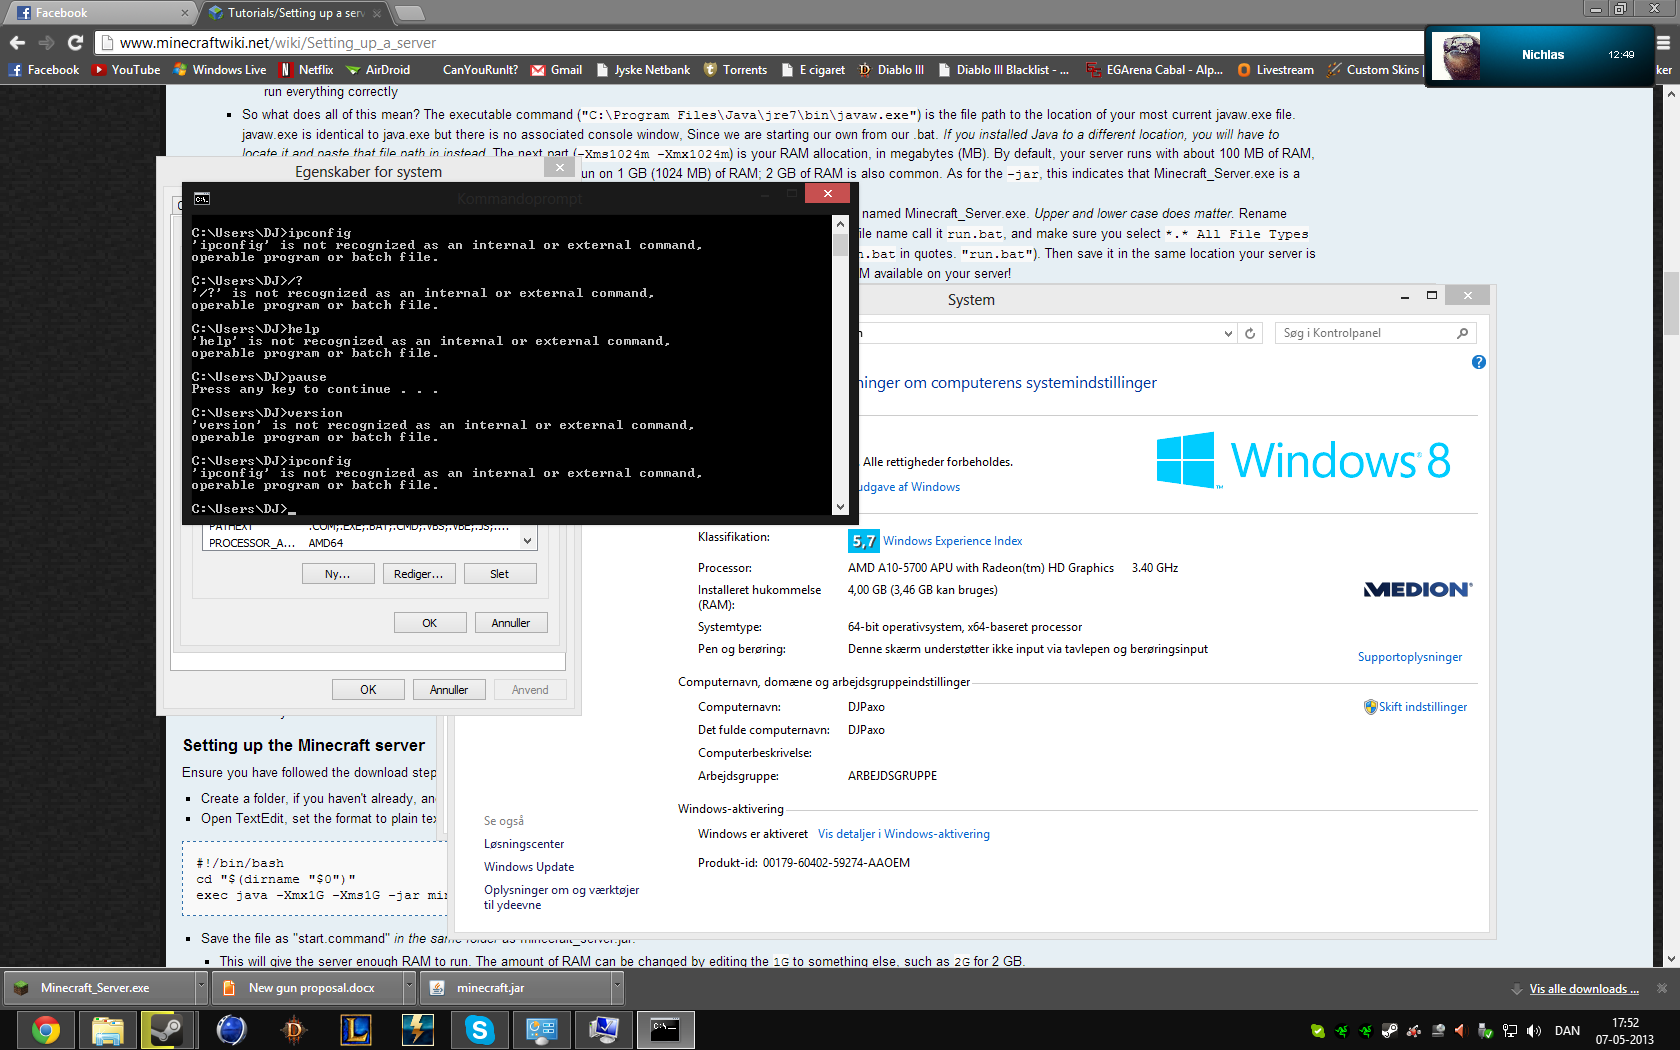 Facebook
Tutorials/Setting up a serv
www.minecraftwiki.net/wiki/Setting_up_a_server
Nichlas 12:49
Facebook YouTube Windows Live Netflix AirDroid CanYouRunIt? Gmail Jyske Netbank Torrents E cigaret Diablo III Diablo III Blacklist - ... EGArena Cabal - Alp... Livestream Custom Skins ker
run everything correctly
So what does all of this mean? The executable command ("C:\Program Files\Java\jre7\bin\javaw.exe") is the file path to the location of your most current javaw.exe file.
javaw.exe is identical to java.exe but there is no associated console window, Since we are starting our own from our .bat. If you installed Java to a different location, you will have to
locate it and paste that file path in instead. The next part (-Xms1024m -Xmx1024m) is your RAM allocation, in megabytes (MB). By default, your server runs with about 100 MB of RAM,
un on 1 GB (1024 MB) of RAM; 2 GB of RAM is also common. As for the -jar, this indicates that Minecraft_Server.exe is a
named Minecraft_Server.exe. Upper and lower case does matter. Rename
ile name call it run.bat, and make sure you select *.* All File Types
n.bat in quotes. "run.bat"). Then save it in the same location your server is
M available on your server!
Egenskaber for system
Kommandoprompt
C:\Users\DJ>ipconfig
'ipconfig' is not recognized as an internal or external command,
operable program or batch file.
C:\Users\DJ>/?
'/?' is not recognized as an internal or external command,
operable program or batch file.
C:\Users\DJ>help
'help' is not recognized as an internal or external command,
operable program or batch file.
C:\Users\DJ>pause
Press any key to continue . . .
C:\Users\DJ>version
'version' is not recognized as an internal or external command,
operable program or batch file.
C:\Users\DJ>ipconfig
'ipconfig' is not recognized as an internal or external command,
operable program or batch file.
C:\Users\DJ>_
PATHEXT .COM;.EXE;.BAT;.CMD;.VBS;.VBE;.JS;....
PROCESSOR_A... AMD64
Ny... Rediger... Slet
OK Annuller
OK Annuller Anvend
System
Søg i Kontrolpanel
ninger om computerens systemindstillinger
. Alle rettigheder forbeholdes.
udgave af Windows
Windows 8
Klassifikation: 5,7 Windows Experience Index
Processor: AMD A10-5700 APU with Radeon(tm) HD Graphics 3.40 GHz
Installeret hukommelse (RAM): 4,00 GB (3,46 GB kan bruges)
MEDION
Systemtype: 64-bit operativsystem, x64-baseret processor
Pen og berøring: Denne skærm understøtter ikke input via tavlepen og berøringsinput
Supportoplysninger
Computernavn, domæne og arbejdsgruppeindstillinger
Computernavn: DJPaxo
Skift indstillinger
Det fulde computernavn: DJPaxo
Computerbeskrivelse:
Arbejdsgruppe: ARBEJDSGRUPPE
Windows-aktivering
Windows er aktiveret Vis detaljer i Windows-aktivering
Produkt-id: 00179-60402-59274-AAOEM
Se også
Løsningscenter
Windows Update
Oplysninger om og værktøjer
til ydeevne
Setting up the Minecraft server
Ensure you have followed the download step
Create a folder, if you haven't already, an
Open TextEdit, set the format to plain te
#!/bin/bash
cd "$(dirname "$0")"
exec java -Xmx1G -Xms1G -jar mi
Save the file as "start.command" in the same folder as minecraft_server.jar.
This will give the server enough RAM to run. The amount of RAM can be changed by editing the 1G to something else, such as 2G for 2 GB.
Minecraft_Server.exe New gun proposal.docx minecraft.jar Vis alle downloads ...
DAN 17:52
07-05-2013